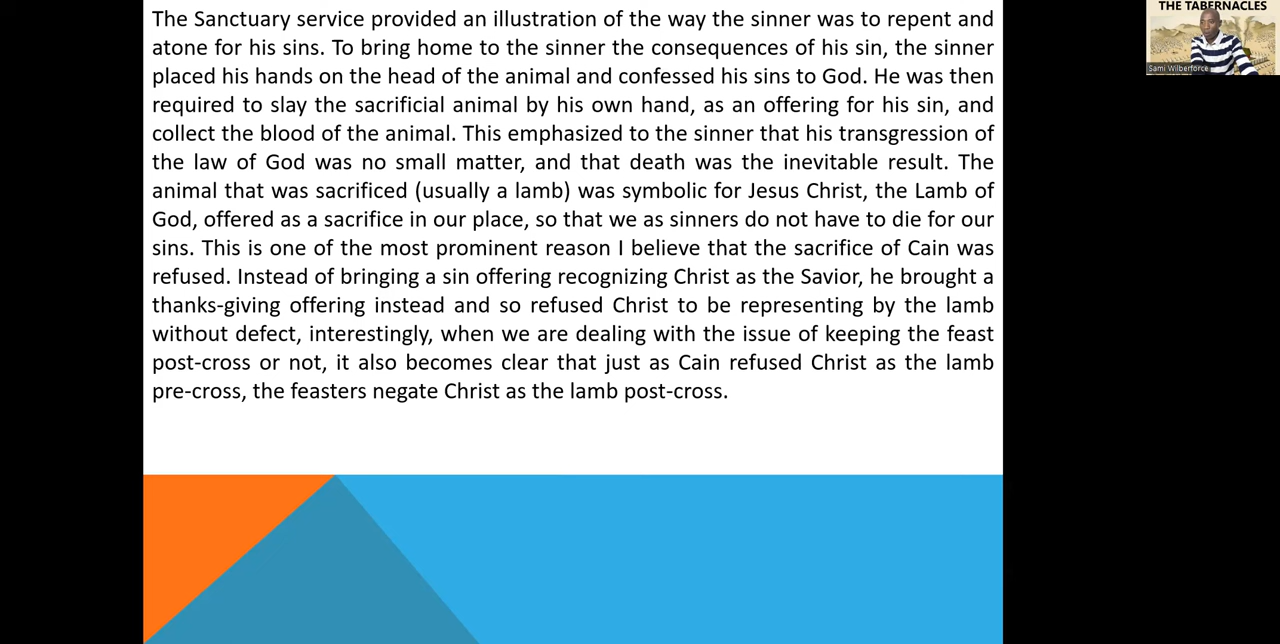 The Sanctuary service provided an illustration of the way the sinner was to repent and
atone for his sins. To bring home to the sinner the consequences of his sin, the sinner
placed his hands on the head of the animal and confessed his sins to God. He was then
required to slay the sacrificial animal by his own hand, as an offering for his sin, and
collect the blood of the animal. This emphasized to the sinner that his transgression of
the law of God was no small matter, and that death was the inevitable result. The
animal that was sacrificed (usually a lamb) was symbolic for Jesus Christ, the Lamb of
God, offered as a sacrifice in our place, so that we as sinners do not have to die for our
sins. This is one of the most prominent reason I believe that the sacrifice of Cain was
refused. Instead of bringing a sin offering recognizing Christ as the Savior, he brought a
thanks-giving offering instead and so refused Christ to be representing by the lamb
without defect, interestingly, when we are dealing with the issue of keeping the feast
post-cross or not, it also becomes clear that just as Cain refused Christ as the lamb
pre-cross, the feasters negate Christ as the lamb post-cross.
THE TABERNACLES
Sami Wilberforce